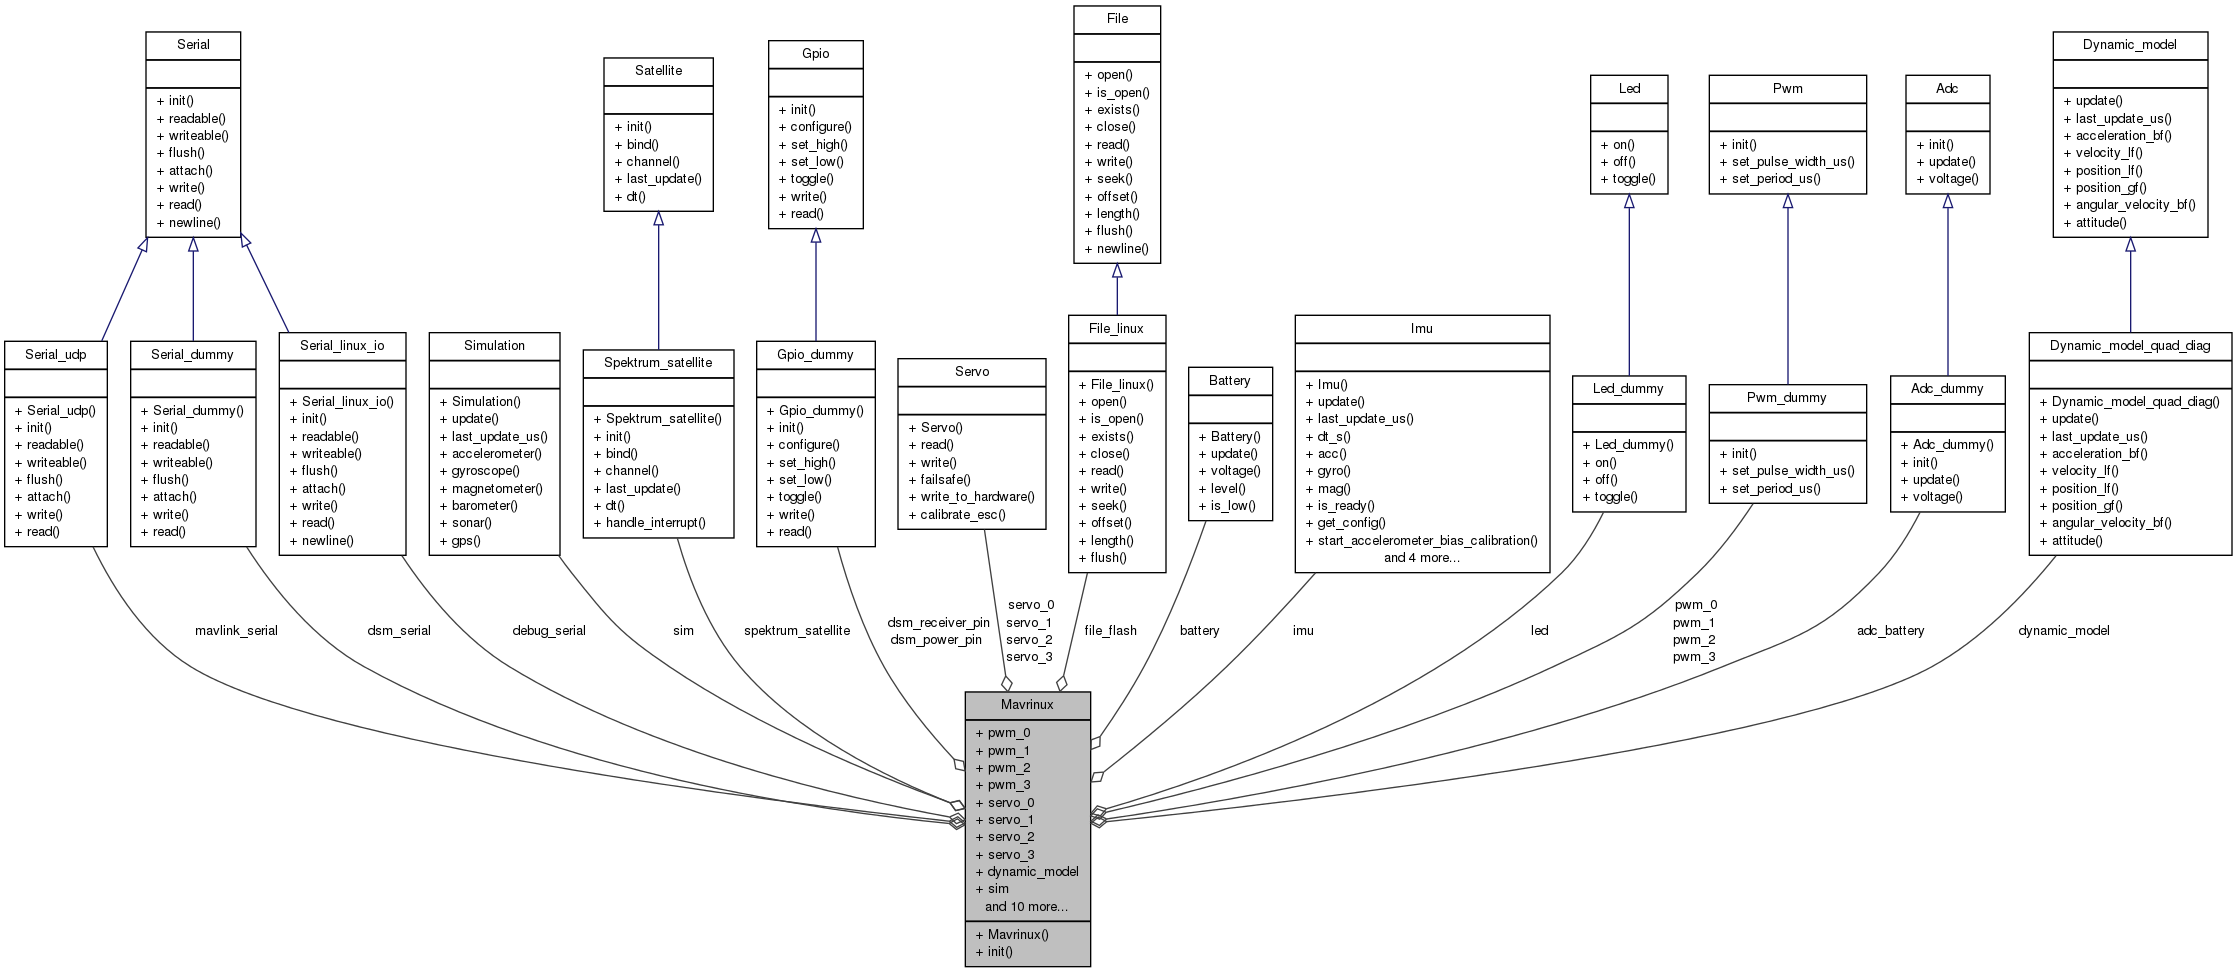 File
+ open()
+ is_open()
+ exists()
+ close()
+ read()
+ write()
+ seek()
+ offset()
+ length()
+ flush()
+ newline()
Serial
+ init()
+ readable()
+ writeable()
+ flush()
+ attach()
+ write()
+ read()
+ newline()
Satellite
+ init()
+ bind()
+ channel()
+ last_update()
+ dt()
Gpio
+ init()
+ configure()
+ set_high()
+ set_low()
+ toggle()
+ write()
+ read()
Led
+ on()
+ off()
+ toggle()
Pwm
+ init()
+ set_pulse_width_us()
+ set_period_us()
Adc
+ init()
+ update()
+ voltage()
Dynamic_model
+ update()
+ last_update_us()
+ acceleration_bf()
+ velocity_lf()
+ position_lf()
+ position_gf()
+ angular_velocity_bf()
+ attitude()
Serial_udp
+ Serial_udp()
+ init()
+ readable()
+ writeable()
+ flush()
+ attach()
+ write()
+ read()
Serial_dummy
+ Serial_dummy()
+ init()
+ readable()
+ writeable()
+ flush()
+ attach()
+ write()
+ read()
Serial_linux_io
+ Serial_linux_io()
+ init()
+ readable()
+ writeable()
+ flush()
+ attach()
+ write()
+ read()
+ newline()
Simulation
+ Simulation()
+ update()
+ last_update_us()
+ accelerometer()
+ gyroscope()
+ magnetometer()
+ barometer()
+ sonar()
+ gps()
Spektrum_satellite
+ Spektrum_satellite()
+ init()
+ bind()
+ channel()
+ last_update()
+ dt()
+ handle_interrupt()
Gpio_dummy
+ Gpio_dummy()
+ init()
+ configure()
+ set_high()
+ set_low()
+ toggle()
+ write()
+ read()
Servo
+ Servo()
+ read()
+ write()
+ failsafe()
+ write_to_hardware()
+ calibrate_esc()
File_linux
+ File_linux()
+ open()
+ is_open()
+ exists()
+ close()
+ read()
+ write()
+ seek()
+ offset()
+ length()
+ flush()
Battery
+ Battery()
+ update()
+ voltage()
+ level()
+ is_low()
Imu
+ Imu()
+ update()
+ last_update_us()
+ dt_s()
+ acc()
+ gyro()
+ mag()
+ is_ready()
+ get_config()
+ start_accelerometer_bias_calibration()
and 4 more...
Led_dummy
+ Led_dummy()
+ on()
+ off()
+ toggle()
Pwm_dummy
+ init()
+ set_pulse_width_us()
+ set_period_us()
Adc_dummy
+ Adc_dummy()
+ init()
+ update()
+ voltage()
Dynamic_model_quad_diag
+ Dynamic_model_quad_diag()
+ update()
+ last_update_us()
+ acceleration_bf()
+ velocity_lf()
+ position_lf()
+ position_gf()
+ angular_velocity_bf()
+ attitude()
mavlink_serial
dsm_serial
debug_serial
sim
spektrum_satellite
dsm_receiver_pin
dsm_power_pin
servo_0
servo_1
servo_2
servo_3
file_flash
battery
imu
led
pwm_0
pwm_1
pwm_2
pwm_3
adc_battery
dynamic_model
Mavrinux
+ pwm_0
+ pwm_1
+ pwm_2
+ pwm_3
+ servo_0
+ servo_1
+ servo_2
+ servo_3
+ dynamic_model
+ sim
and 10 more...
+ Mavrinux()
+ init()